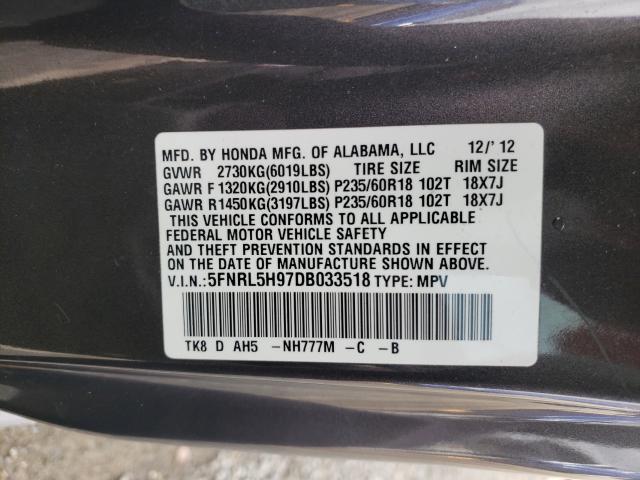 MFD. BY HONDA MFG. OF ALABAMA, LLC 12/'12
GVWR 2730KG(6019LBS) TIRE SIZE RIM SIZE
GAWR F 1320KG(2910LBS) P235/60R18 102T 18X7J
GAWR R1450KG(3197LBS) P235/60R18 102T 18X7J
THIS VEHICLE CONFORMS TO ALL APPLICABLE
FEDERAL MOTOR VEHICLE SAFETY
AND THEFT PREVENTION STANDARDS IN EFFECT
ON THE DATE OF MANUFACTURE SHOWN ABOVE.
V.I.N.:5FNRL5H97DB033518 TYPE: MPV
TK8 D AH5 -NH777M -C -B